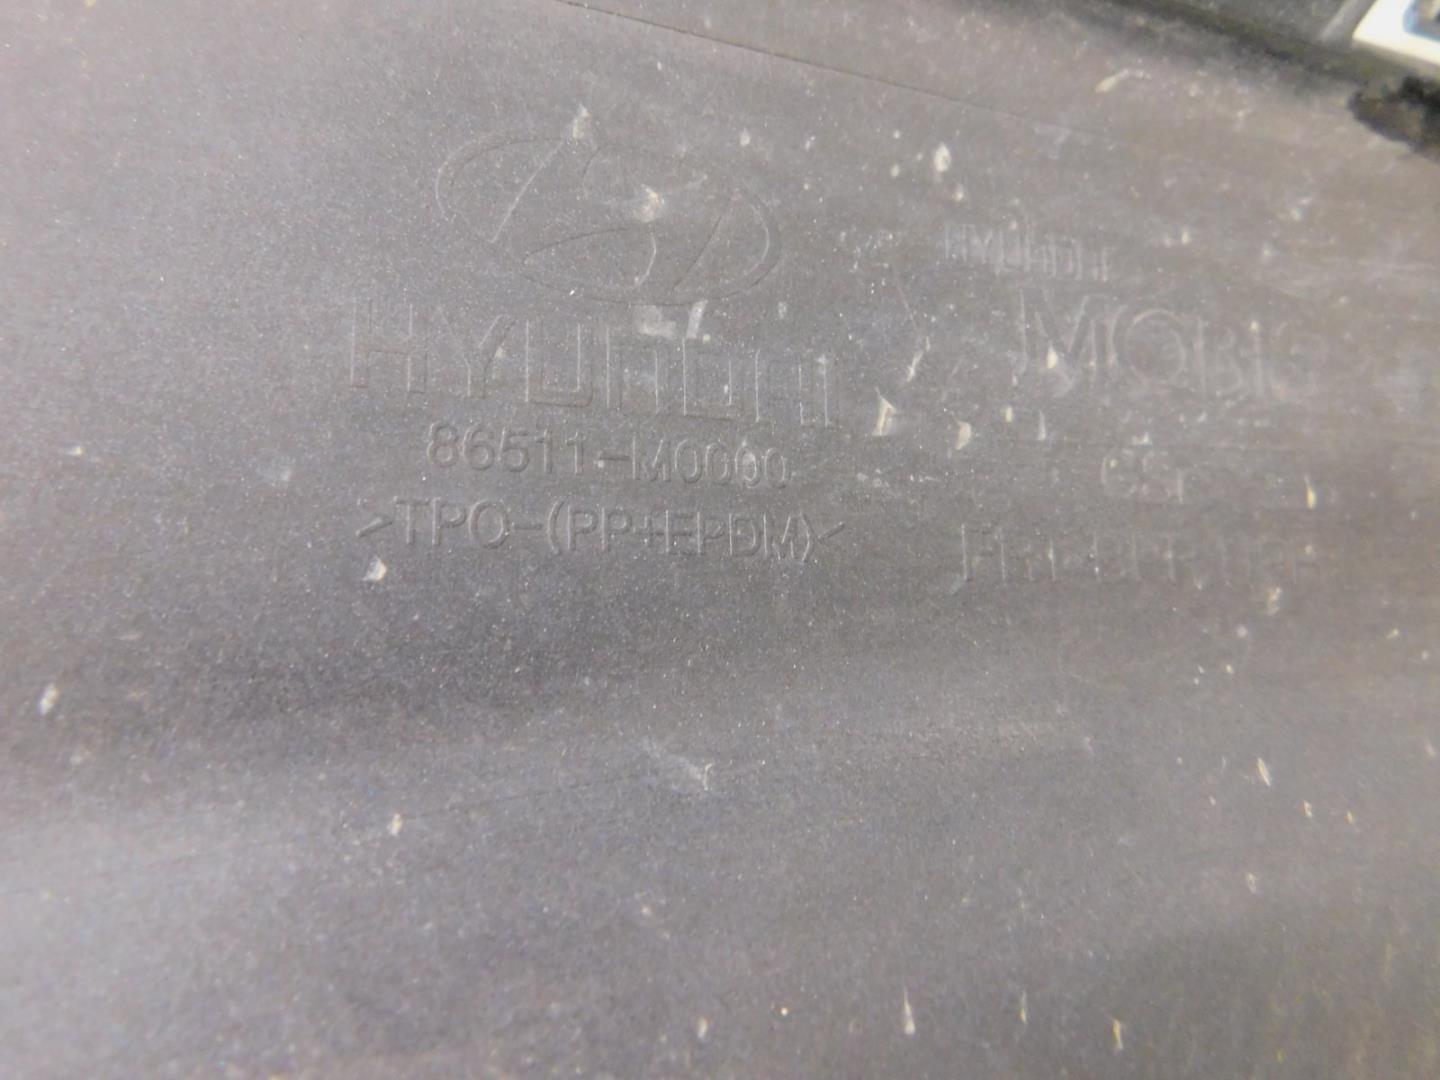 HYUNDAI
86511-M0000
>TPO-(PP+EPDM)<
HYUNDAI
MOBIS